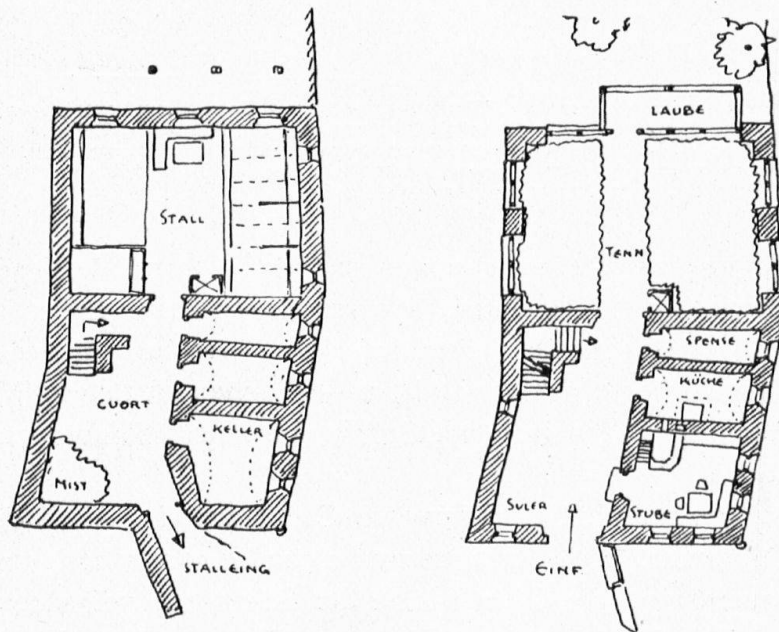 STALL
CUORT
KELLER
MIST
STALLEING
LAUBE
TENN
SPENSE
KÜCHE
SULER
STUBE
EINF.